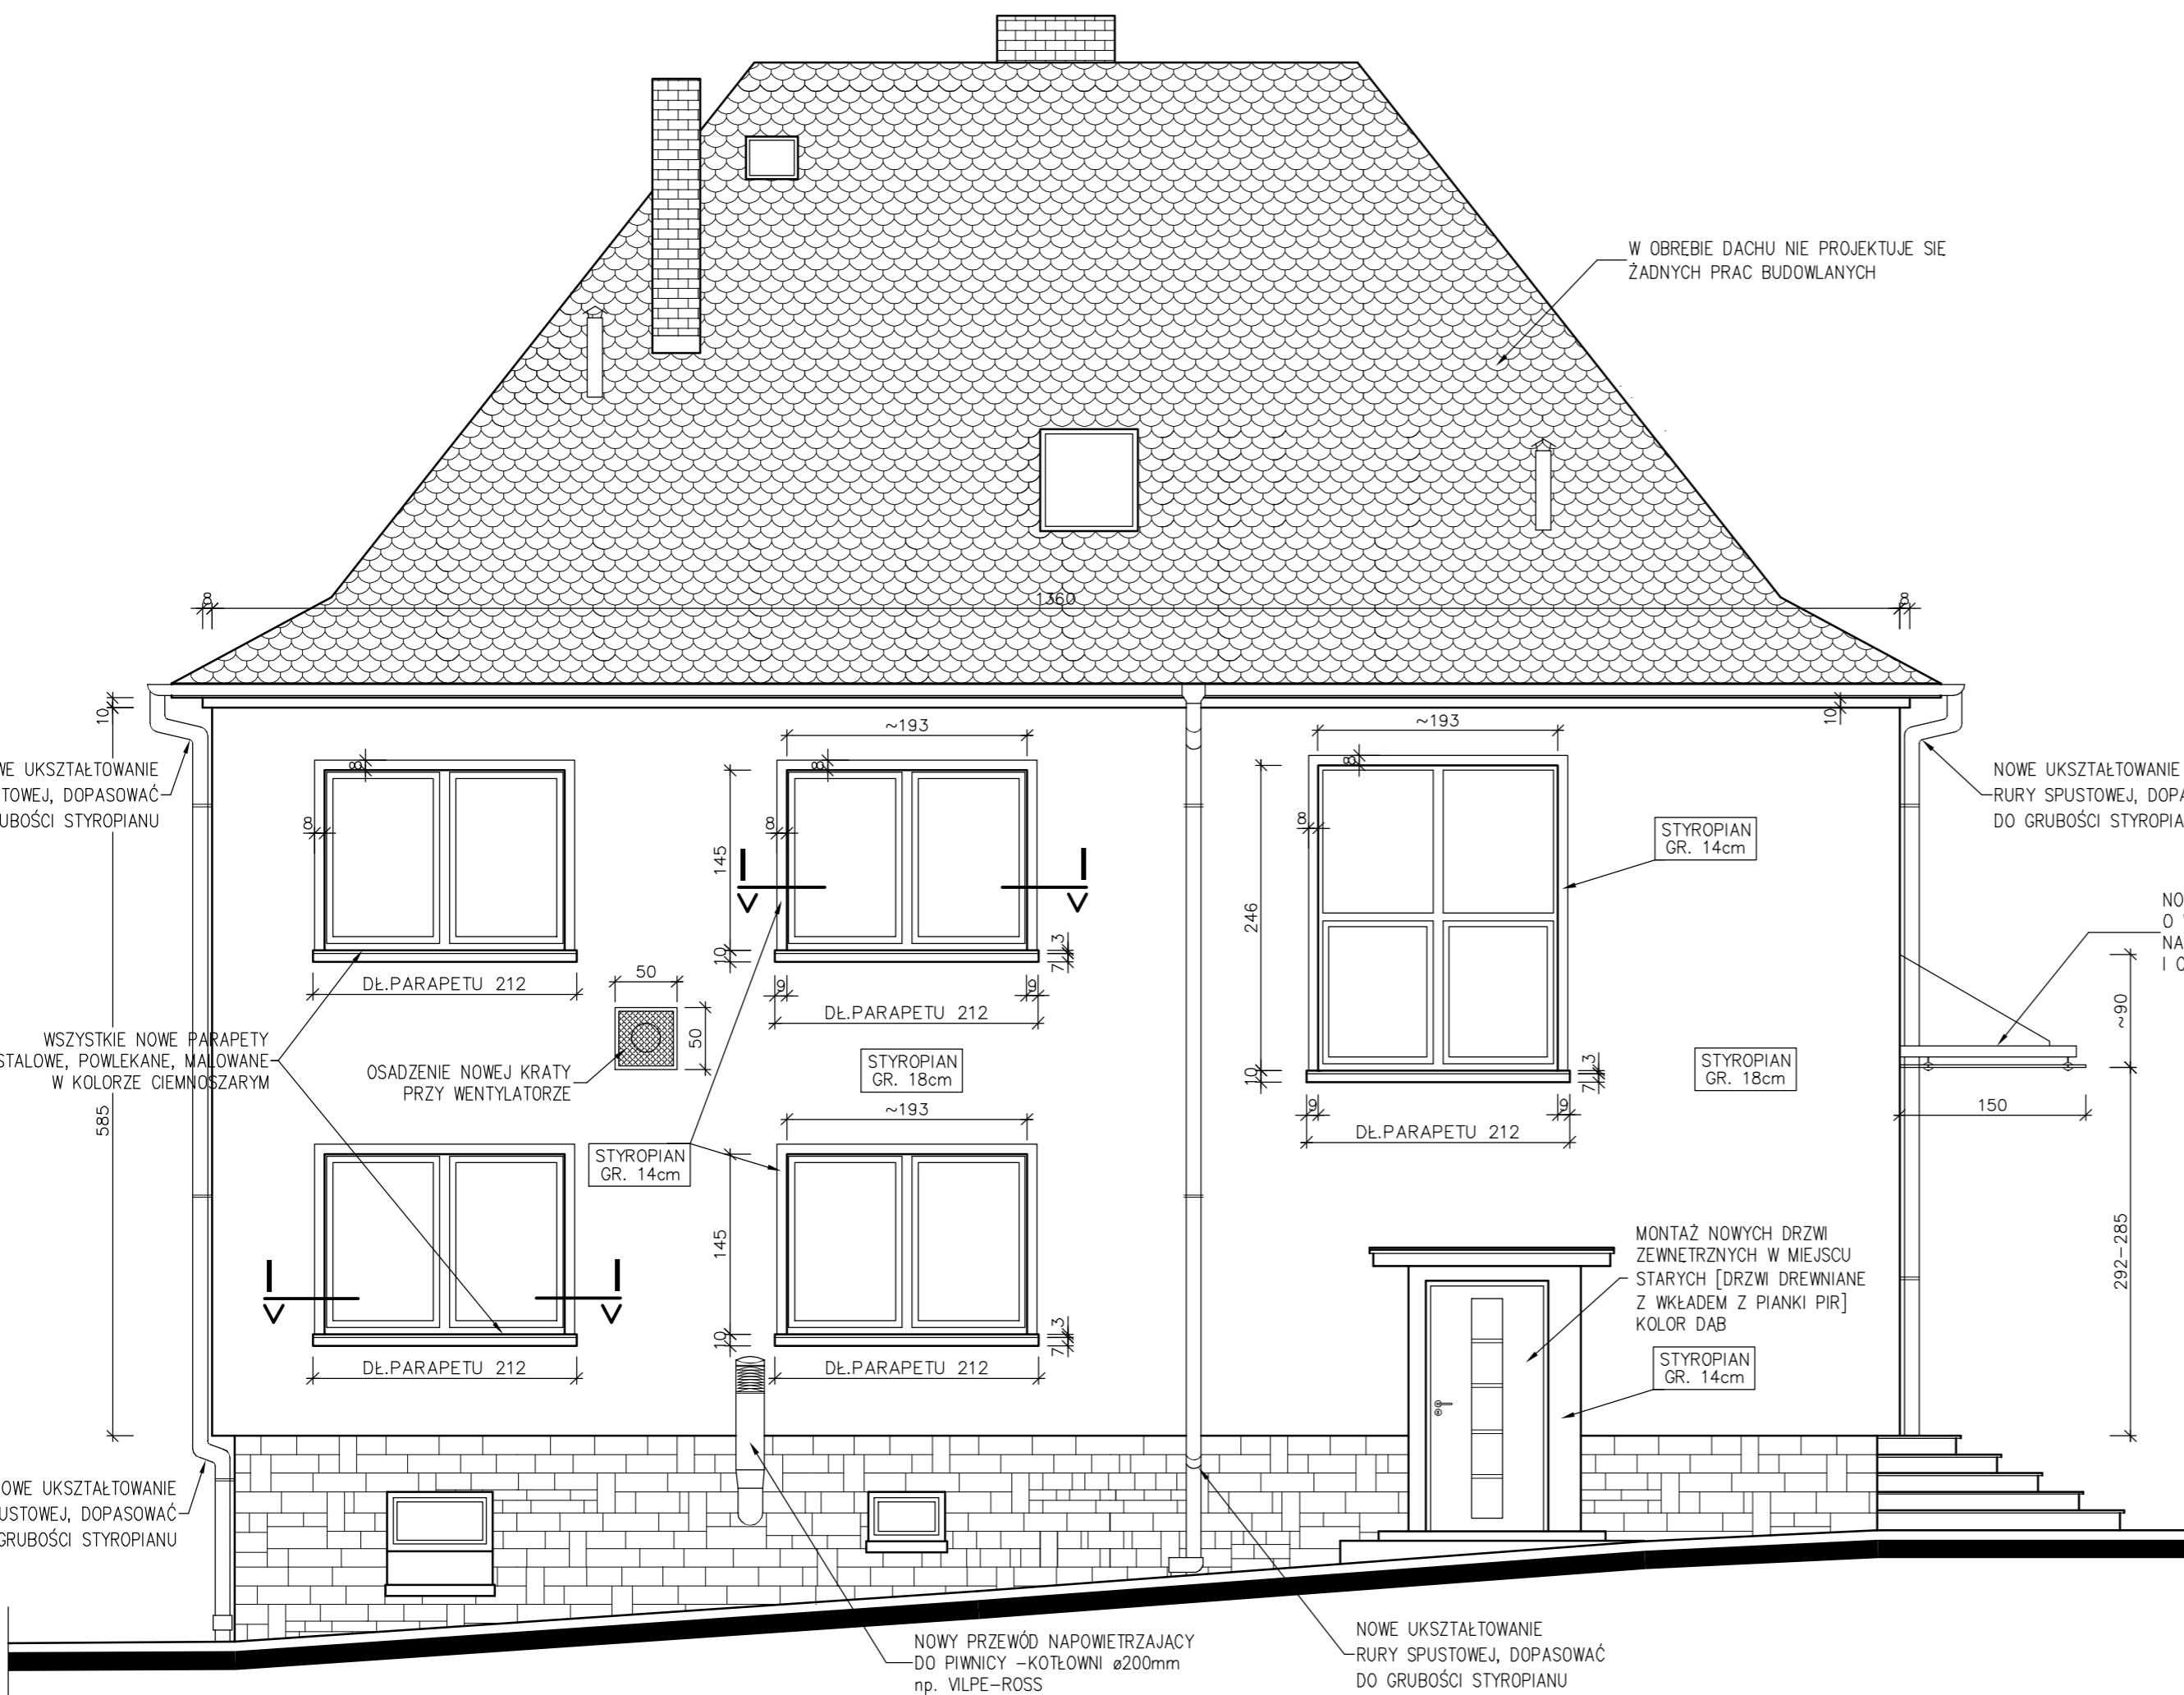 W OBREBIE DACHU NIE PROJEKTUJE SIE
ŻADNYCH PRAC BUDOWLANYCH
8
1360
8
10
10
~193
~193
8
8
8
WE UKSZTAŁTOWANIE
TOWEJ, DOPASOWAĆ
UBOŚCI STYROPIANU
NOWE UKSZTAŁTOWANIE
RURY SPUSTOWEJ, DOPA
DO GRUBOŚCI STYROPIA
8
8
8
145
246
STYROPIAN
GR. 14cm
I
I
NO
O
NA
I
10
3
7
DŁ.PARAPETU 212
9
9
DŁ.PARAPETU 212
50
50
~90
WSZYSTKIE NOWE PARAPETY
STALOWE, POWLEKANE, MALOWANE
W KOLORZE CIEMNOSZARYM
OSADZENIE NOWEJ KRATY
PRZY WENTYLATORZE
STYROPIAN
GR. 18cm
10
3
7
STYROPIAN
GR. 18cm
585
~193
9
9
DŁ.PARAPETU 212
150
STYROPIAN
GR. 14cm
145
292-285
MONTAŻ NOWYCH DRZWI
ZEWNETRZNYCH W MIEJSCU
STARYCH [DRZWI DREWNIANE
Z WKŁADEM Z PIANKI PIR]
KOLOR DAB
I
I
10
3
7
DŁ.PARAPETU 212
DŁ.PARAPETU 212
STYROPIAN
GR. 14cm
OWE UKSZTAŁTOWANIE
USTOWEJ, DOPASOWAĆ
GRUBOŚCI STYROPIANU
NOWY PRZEWÓD NAPOWIETRZAJACY
DO PIWNICY -KOTŁOWNI ø200mm
np. VILPE-ROSS
NOWE UKSZTAŁTOWANIE
RURY SPUSTOWEJ, DOPASOWAĆ
DO GRUBOŚCI STYROPIANU